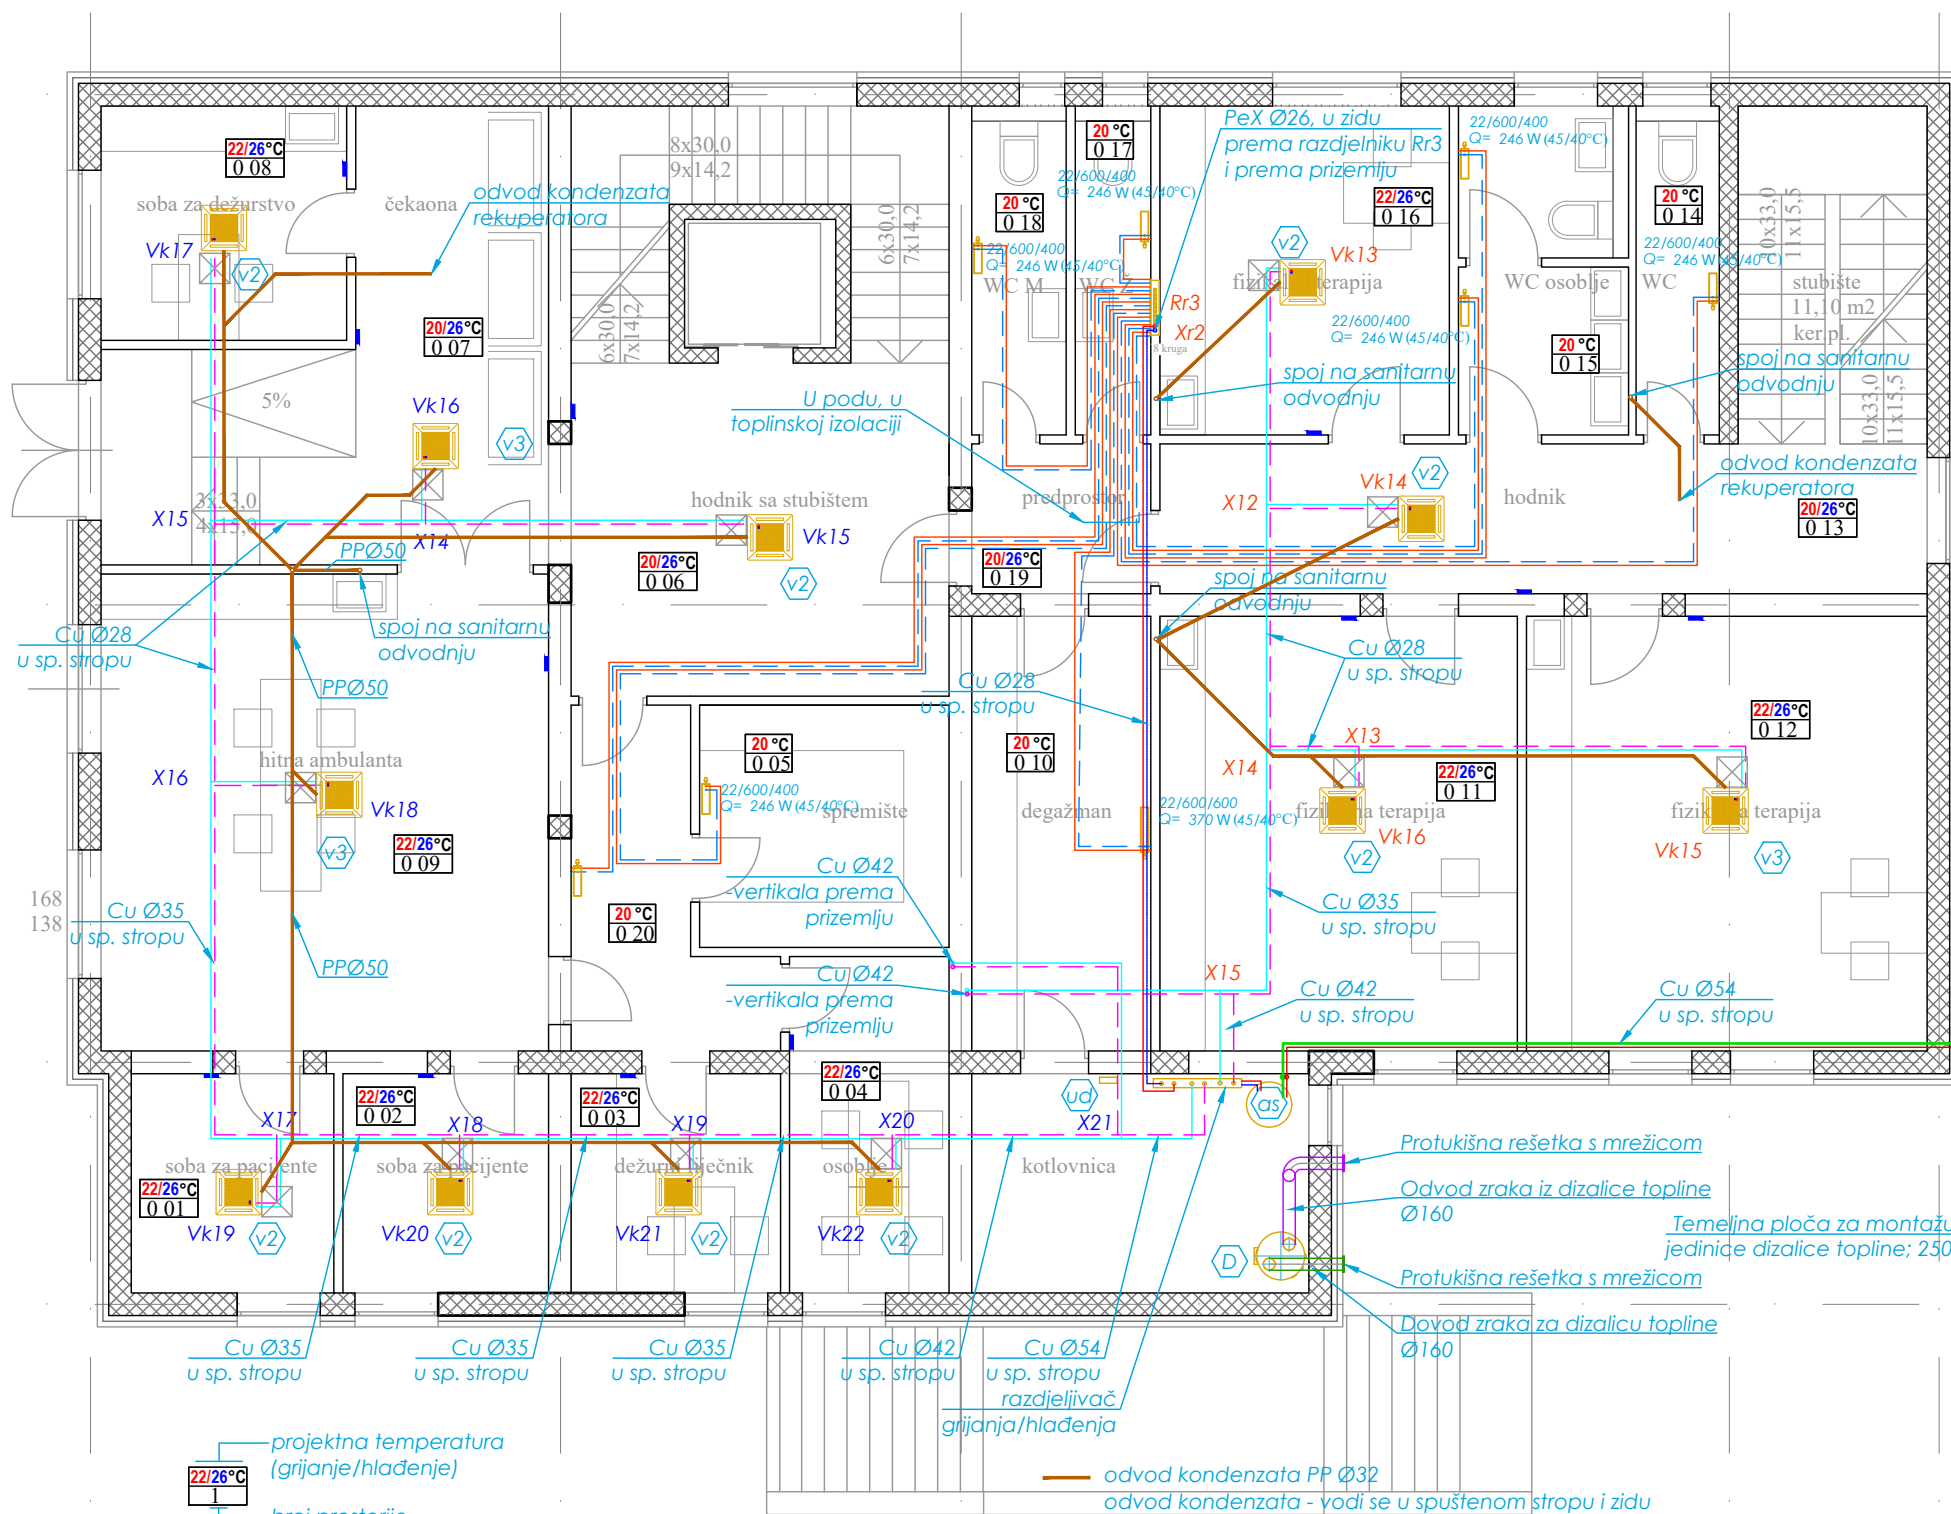 8x30,0
9x14,2
PeX Ø26, u zidu
prema razdjelniku Rr3
i prema prizemlju
22/600/400
Q= 246 W (45/40°C)
22/26°C
0 08
soba za dežurstvo
Vk17
v2
čekaona
odvod kondenzata
rekuperatora
20/26°C
0 07
6x30,0
7x14,2
6x30,0
7x14,2
20 °C
0 17
22/600/400
Q= 246 W (45/40°C)
20 °C
0 18
22/600/400
Q= 246 W (45/40°C)
WC M
WC Ž
Rr3
Xr2
8 kruga
22/26°C
0 16
v2
Vk13
22/600/400
Q= 246 W (45/40°C)
WC osoblje
20 °C
0 14
22/600/400
Q= 246 W (45/40°C)
WC
10x33,0
11x15,5
stubište
11,10 m2
ker.pl.
10x33,0
11x15,5
20 °C
0 15
spoj na sanitarnu
odvodnju
spoj na sanitarnu
odvodnju
5%
Vk16
v3
U podu, u
toplinskoj izolaciji
v2
Vk14
odvod kondenzata
rekuperatora
3x33,0
X15
X14
PPØ50
hodnik sa stubištem
Vk15
v2
predprostor
X12
hodnik
20/26°C
0 13
20/26°C
0 06
20/26°C
0 19
spoj na sanitarnu
odvodnju
Cu Ø28
u sp. stropu
spoj na sanitarnu
odvodnju
PPØ50
Cu Ø28
u sp. stropu
Cu Ø28
u sp. stropu
22/26°C
0 12
X16
hitna ambulanta
Vk18
v3
22/26°C
0 09
20 °C
0 05
22/600/400
Q= 246 W (45/40°C)
spremište
20 °C
0 10
degažman
22/600/600
Q= 370 W (45/40°C)
X14
X13
22/26°C
0 11
Vk16
v2
Vk15
v3
168
138
Cu Ø35
u sp. stropu
PPØ50
20 °C
0 20
Cu Ø42
-vertikala prema
prizemlju
Cu Ø42
-vertikala prema
prizemlju
Cu Ø35
u sp. stropu
X15
Cu Ø42
u sp. stropu
Cu Ø54
u sp. stropu
X17
22/26°C
0 02
X18
22/26°C
0 03
X19
22/26°C
0 04
X20
ud
X21
as
soba za pacijente
soba za pacijente
osoblje
kotlovnica
22/26°C
0 01
Vk19
v2
Vk20
v2
Vk21
v2
Vk22
v2
D
Protukišna rešetka s mrežicom
Odvod zraka iz dizalice topline
Ø160
Temeljna ploča za montažu
jedinice dizalice topline; 250
Protukišna rešetka s mrežicom
Dovod zraka za dizalicu topline
Ø160
Cu Ø35
u sp. stropu
Cu Ø35
u sp. stropu
Cu Ø35
u sp. stropu
Cu Ø42
u sp. stropu
Cu Ø54
u sp. stropu
razdjeljivač
grijanja/hlađenja
projektna temperatura
(grijanje/hlađenje)
22/26°C
1
odvod kondenzata PP Ø32
odvod kondenzata - vodi se u spuštenom stropu i zidu